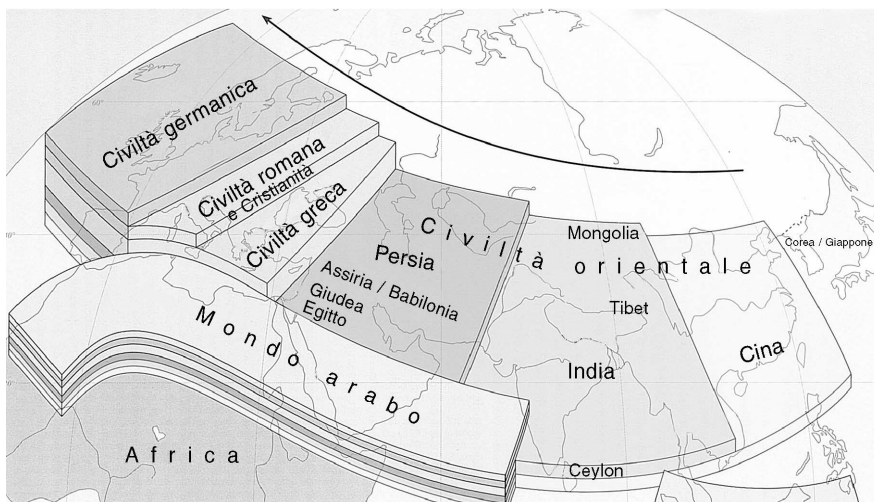 Civiltà germanica
Civiltà romana
e Cristianità
Civiltà greca
Civiltà orientale
Persia
Assiria / Babilonia
Giudea
Egitto
Mongolia
Corea / Giappone
Tibet
India
Cina
Ceylon
Mondo arabo
Africa
60°